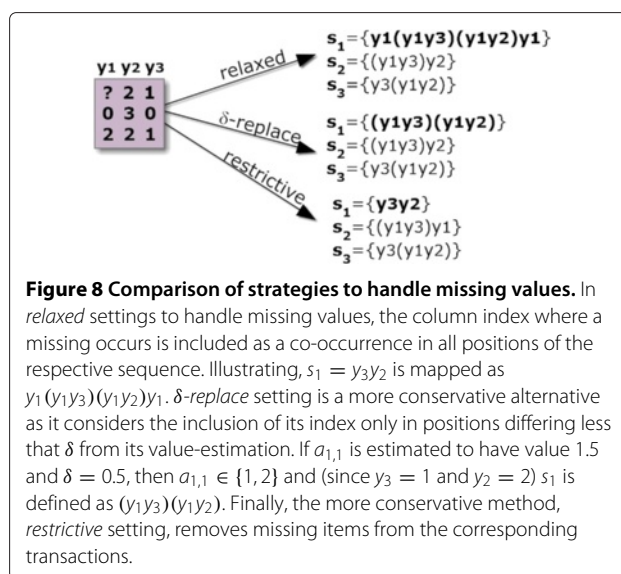 y1 y2 y3
? 2 1
0 3 0
2 2 1
relaxed
s₁={y1(y1y3)(y1y2)y1}
s₂={(y1y3)y2}
s₃={y3(y1y2)}
δ-replace
s₁={(y1y3)(y1y2)}
s₂={(y1y3)y2}
s₃={y3(y1y2)}
restrictive
s₁={y3y2}
s₂={(y1y3)y1}
s₃={y3(y1y2)}
Figure 8 Comparison of strategies to handle missing values. In
relaxed settings to handle missing values, the column index where a
missing occurs is included as a co-occurrence in all positions of the
respective sequence. Illustrating, s₁ = y₃y₂ is mapped as
y₁(y₁y₃)(y₁y₂)y₁. δ-replace setting is a more conservative alternative
as it considers the inclusion of its index only in positions differing less
that δ from its value-estimation. If a₁,₁ is estimated to have value 1.5
and δ = 0.5, then a₁,₁ ∈ {1, 2} and (since y₃ = 1 and y₂ = 2) s₁ is
defined as (y₁y₃)(y₁y₂). Finally, the more conservative method,
restrictive setting, removes missing items from the corresponding
transactions.